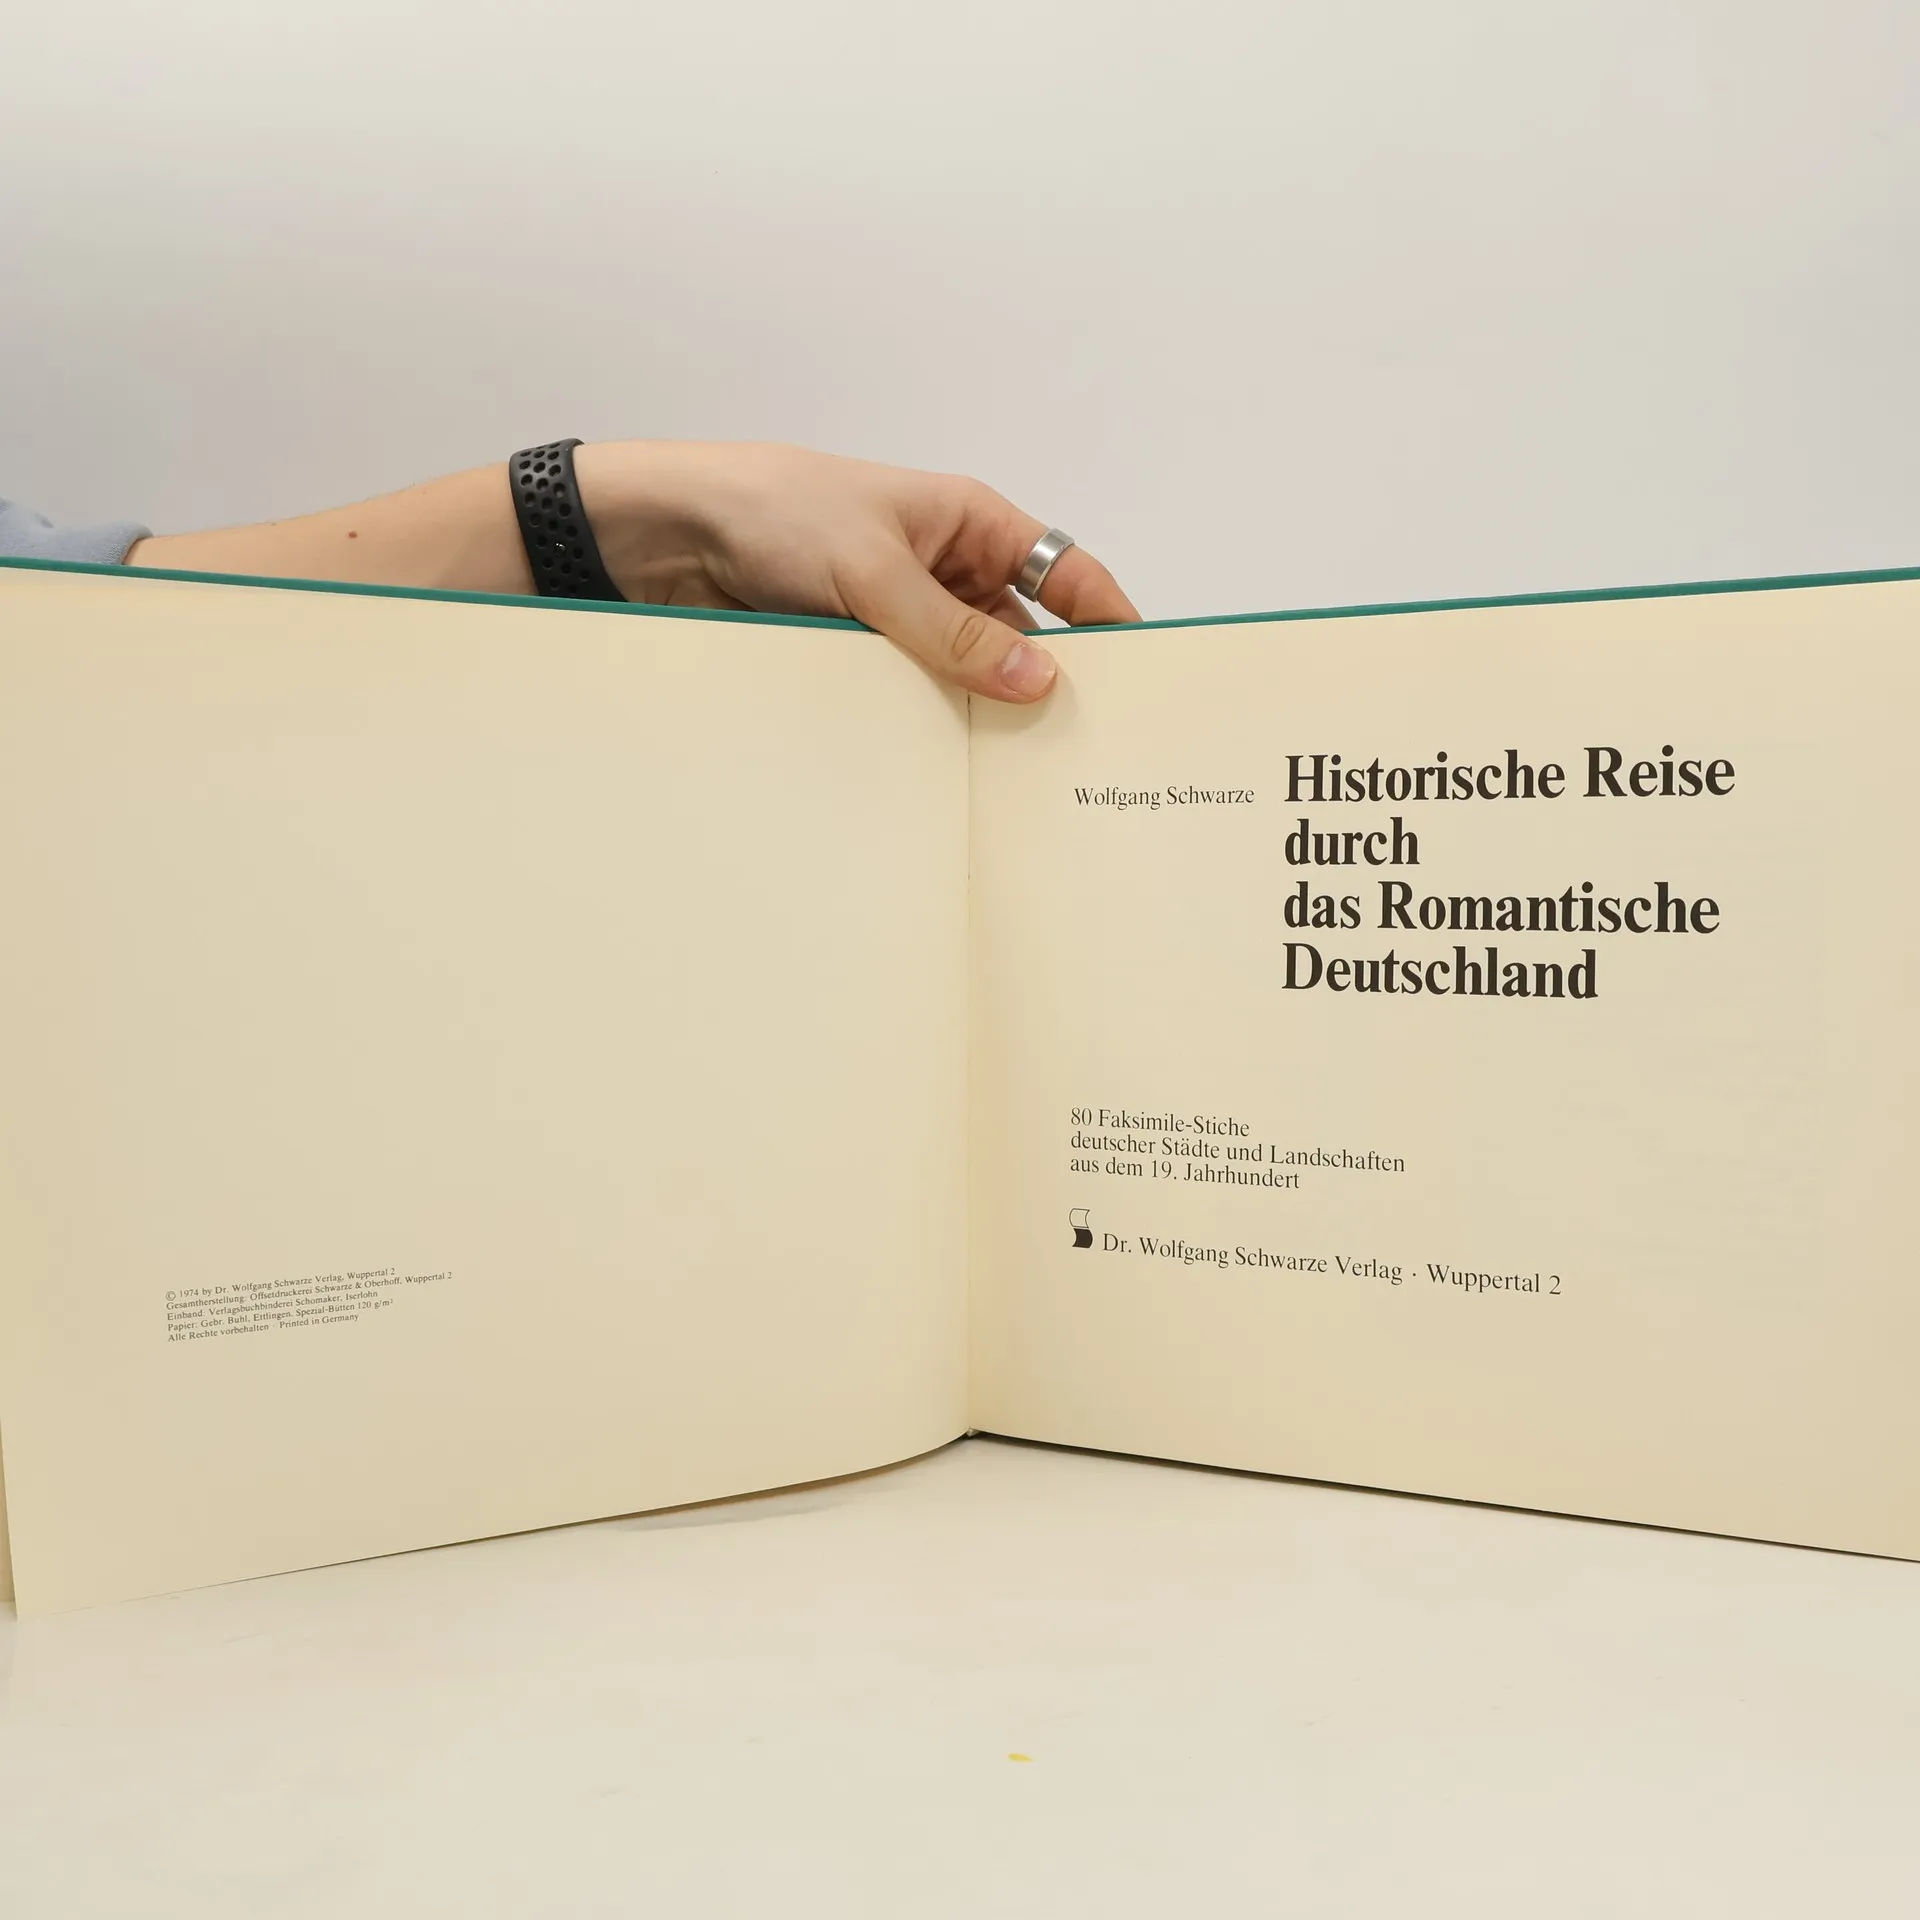 © 1974 by Dr. Wolfgang Schwarze Verlag, Wuppertal 2
Gesamtherstellung: Offsetdruckerei Schwarze & Oberhoff, Wuppertal 2
Einband: Verlagsbuchbinderei Schomaker, Iserlohn
Papier: Gebr. Buhl, Ettlingen, Spezial-Bütten 120 g/m²
Alle Rechte vorbehalten · Printed in Germany
Wolfgang Schwarze
Historische Reise
durch
das Romantische
Deutschland
80 Faksimile-Stiche
deutscher Städte und Landschaften
aus dem 19. Jahrhundert
Dr. Wolfgang Schwarze Verlag · Wuppertal 2